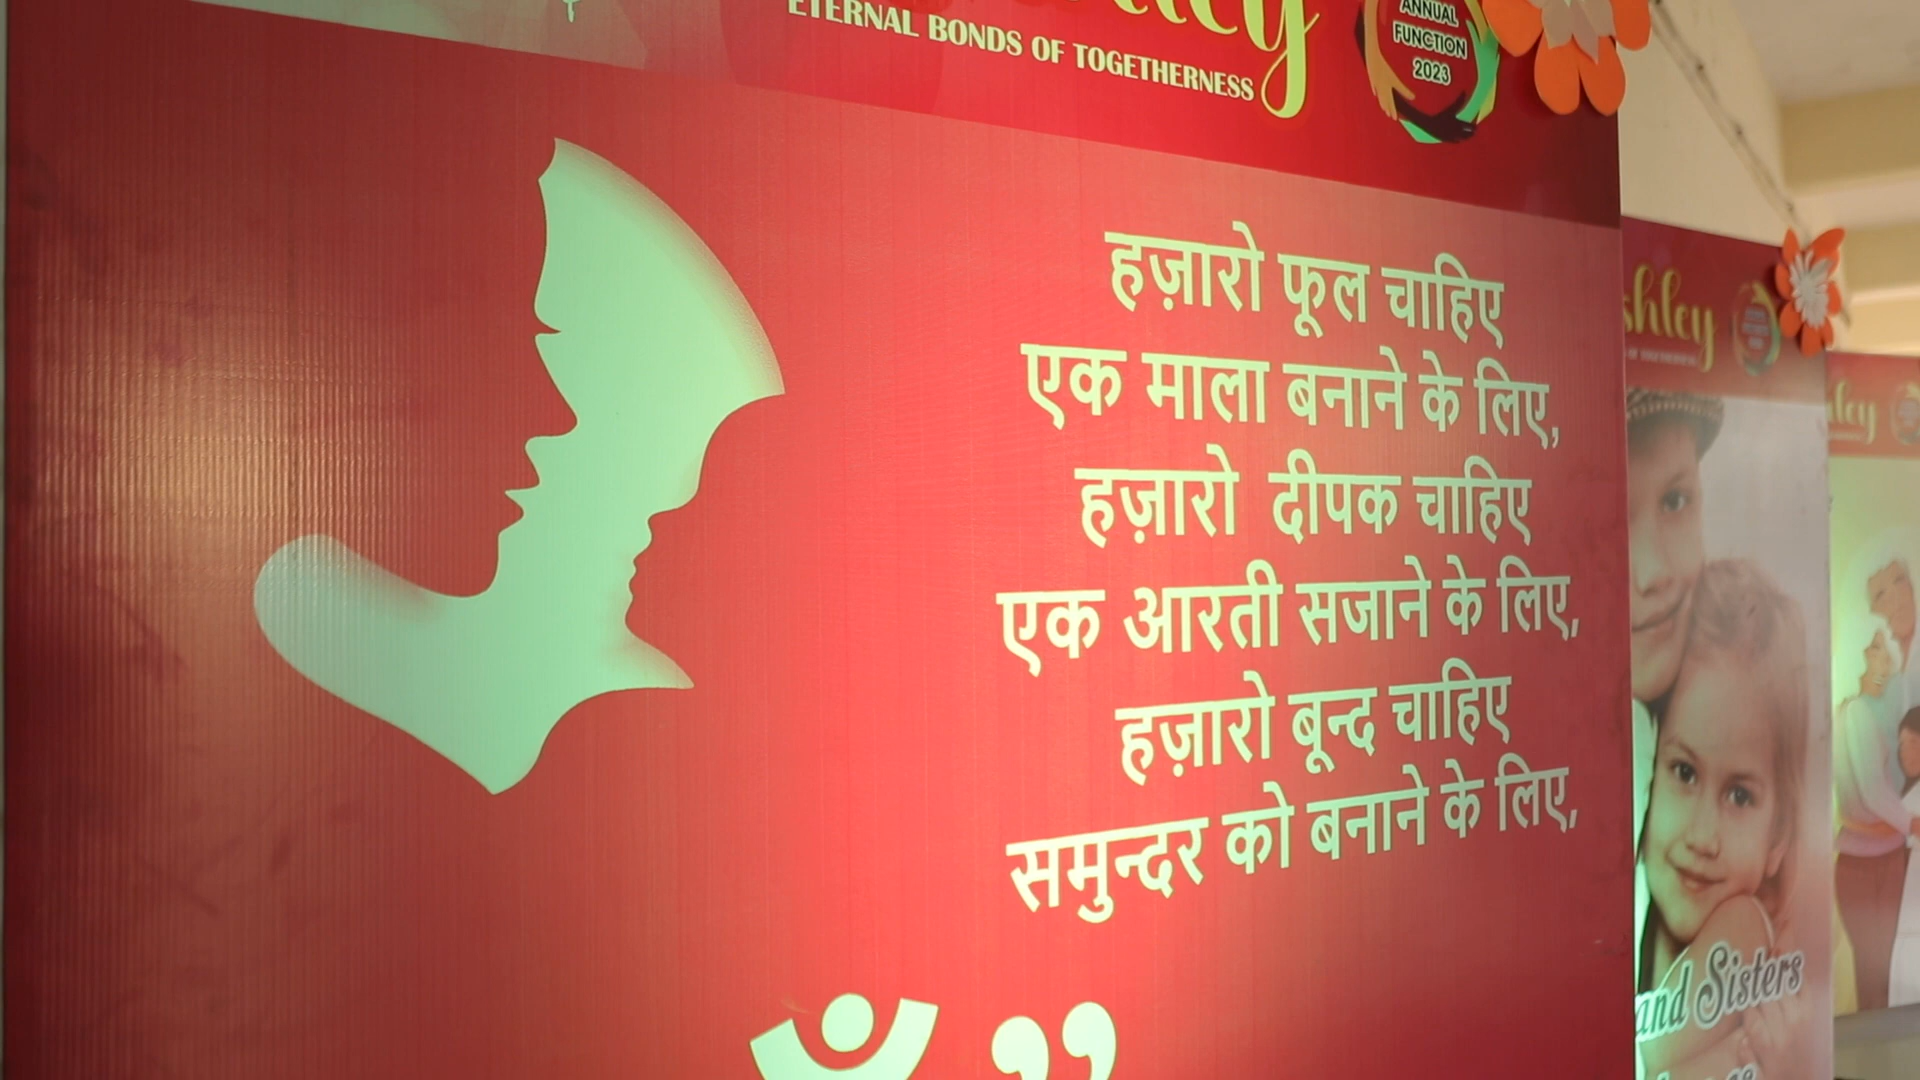 ETERNAL BONDS OF TOGETHERNESS
ANNUAL
FUNCTION
2023
हज़ारो फूल चाहिए
एक माला बनाने के लिए,
हज़ारो दीपक चाहिए
एक आरती सजाने के लिए,
हज़ारो बून्द चाहिए
समुन्दर को बनाने के लिए,
”
and Sisters